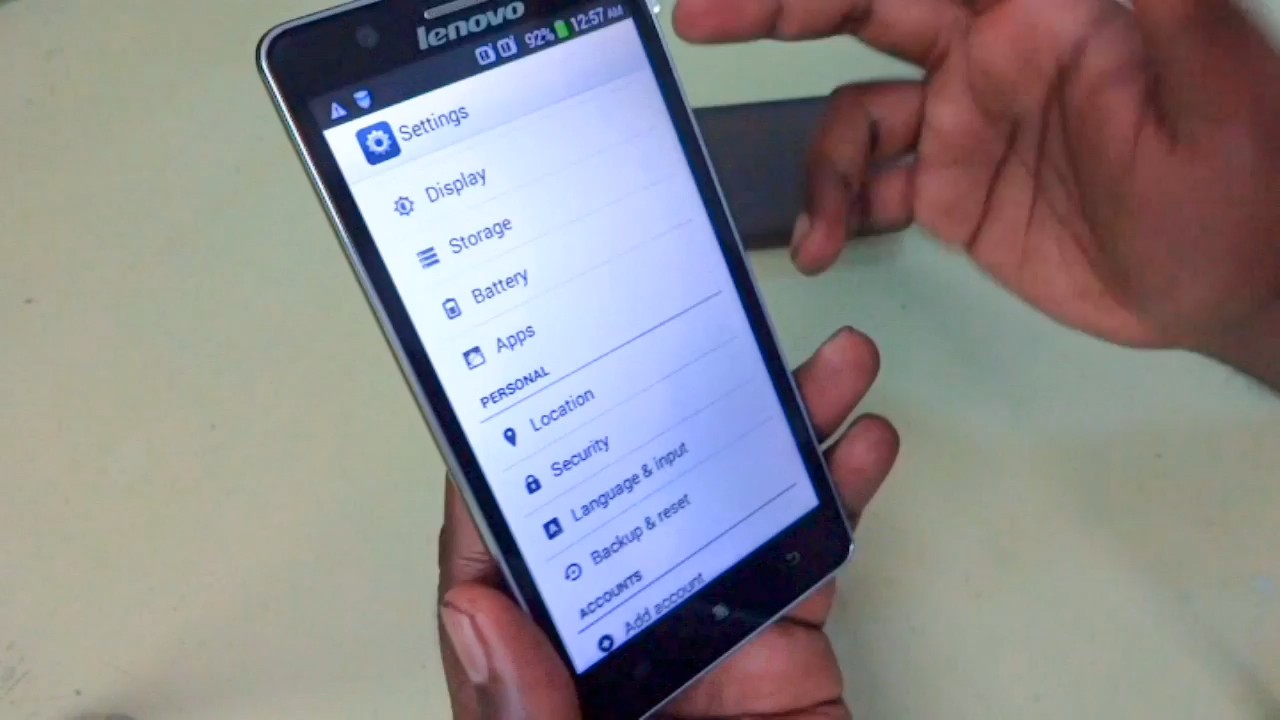 lenovo
92% 12:57 AM
Settings
Display
Storage
Battery
Apps
PERSONAL
Location
Security
Language & input
Backup & reset
ACCOUNTS
Add account